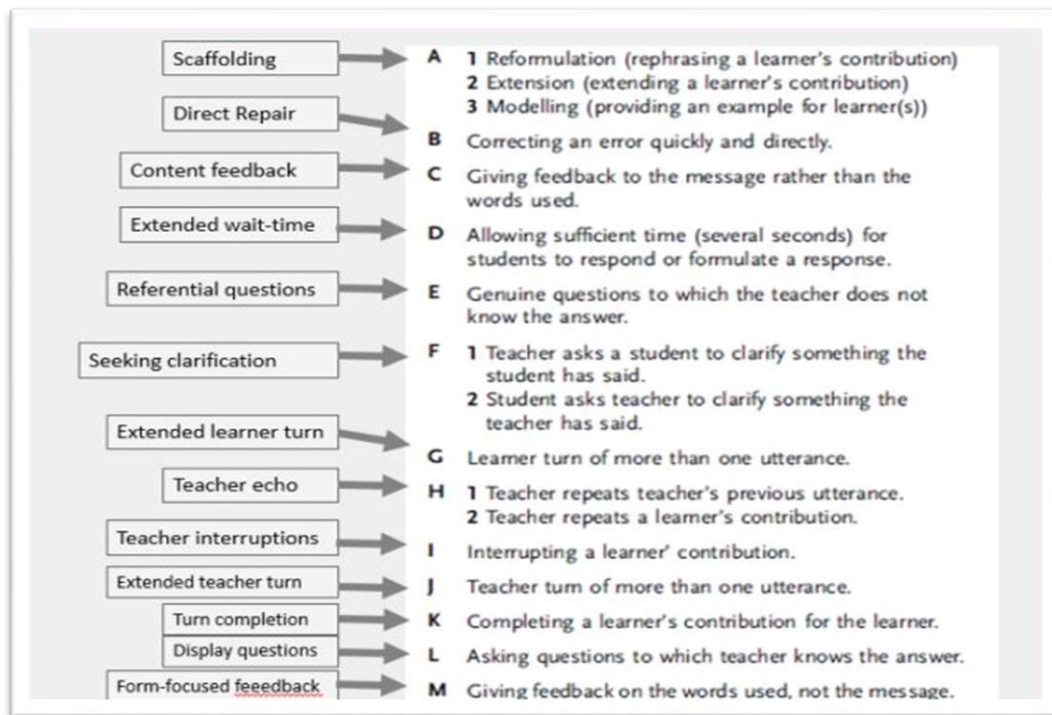 Scaffolding
A 1 Reformulation (rephrasing a learner's contribution)
2 Extension (extending a learner's contribution)
3 Modelling (providing an example for learner(s))
Direct Repair
B Correcting an error quickly and directly.
Content feedback
C Giving feedback to the message rather than the
words used.
Extended wait-time
D Allowing sufficient time (several seconds) for
students to respond or formulate a response.
Referential questions
E Genuine questions to which the teacher does not
know the answer.
Seeking clarification
F 1 Teacher asks a student to clarify something the
student has said.
2 Student asks teacher to clarify something the
teacher has said.
Extended learner turn
G Learner turn of more than one utterance.
Teacher echo
H 1 Teacher repeats teacher's previous utterance.
2 Teacher repeats a learner's contribution.
Teacher interruptions
I Interrupting a learner' contribution.
Extended teacher turn
J Teacher turn of more than one utterance.
Turn completion
K Completing a learner's contribution for the learner.
Display questions
L Asking questions to which teacher knows the answer.
Form-focused feeedback
M Giving feedback on the words used, not the message.